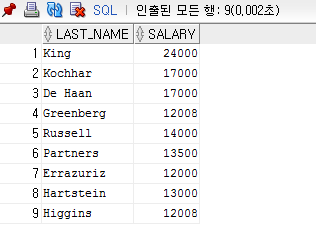 SQL | 인출된 모든 행: 9(0,002초)
LAST_NAME SALARY
1 King 24000
2 Kochhar 17000
3 De Haan 17000
4 Greenberg 12008
5 Russell 14000
6 Partners 13500
7 Errazuriz 12000
8 Hartstein 13000
9 Higgins 12008